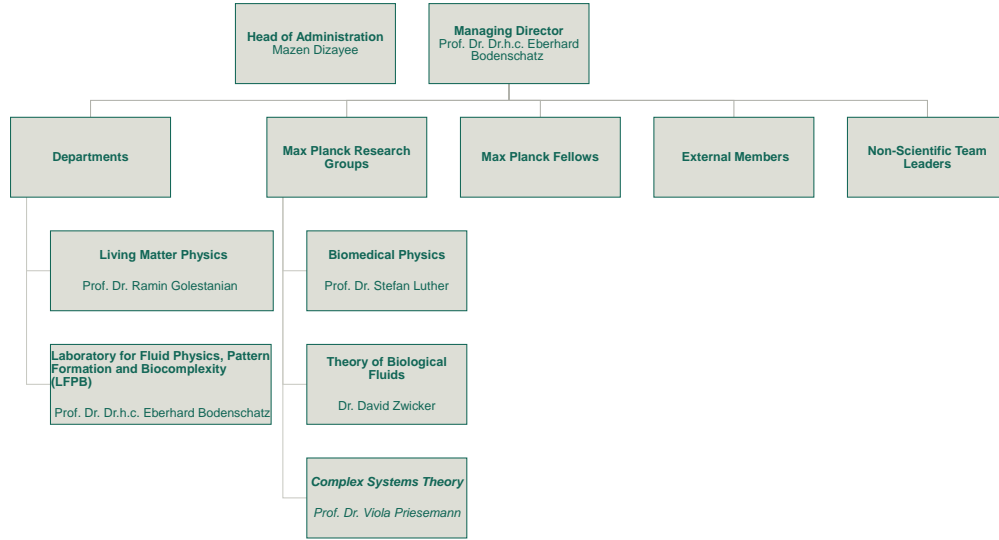 Head of Administration
Mazen Dizayee
Managing Director
Prof. Dr. Dr.h.c. Eberhard
Bodenschatz
Departments
Max Planck Research
Groups
Max Planck Fellows
External Members
Non-Scientific Team
Leaders
Living Matter Physics
Prof. Dr. Ramin Golestanian
Biomedical Physics
Prof. Dr. Stefan Luther
Laboratory for Fluid Physics, Pattern
Formation and Biocomplexity
(LFPB)
Prof. Dr. Dr.h.c. Eberhard Bodenschatz
Theory of Biological
Fluids
Dr. David Zwicker
Complex Systems Theory
Prof. Dr. Viola Priesemann